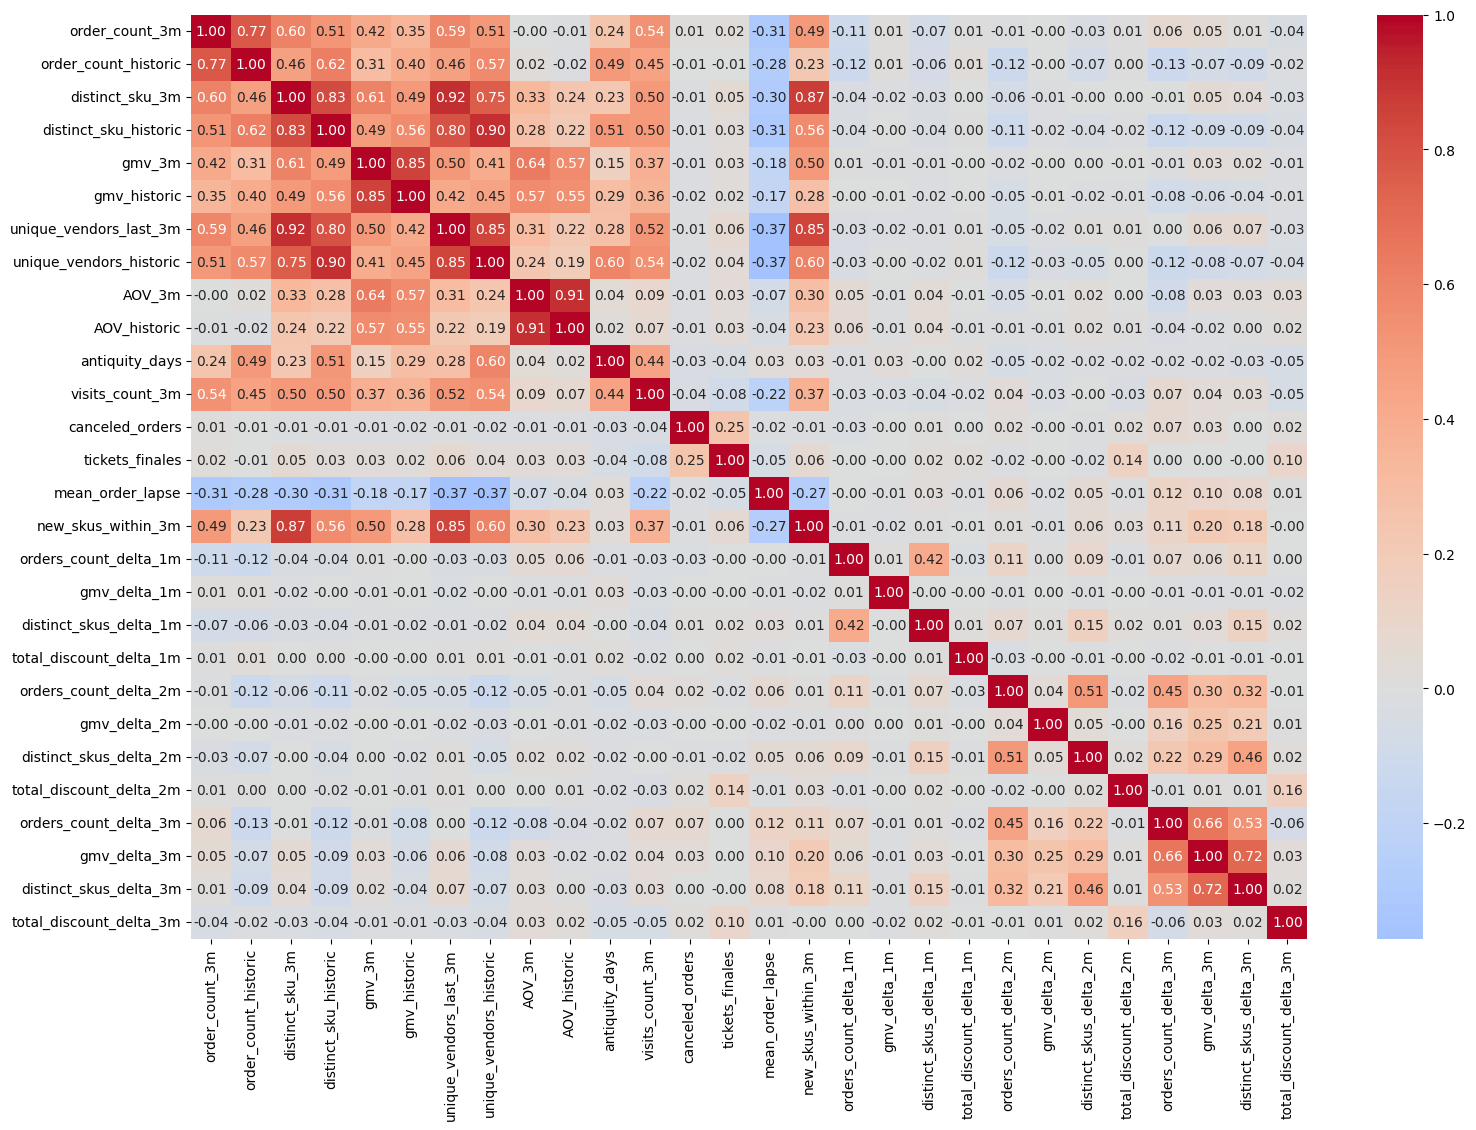 order_count_3m 1.00 0.77 0.60 0.51 0.42 0.35 0.59 0.51 -0.00 -0.01 0.24 0.54 0.01 0.02 -0.31 0.49 -0.11 0.01 -0.07 0.01 -0.01 -0.00 -0.03 0.01 0.06 0.05 0.01 -0.04
order_count_historic 0.77 1.00 0.46 0.62 0.31 0.40 0.46 0.57 0.02 -0.02 0.49 0.45 -0.01 -0.01 -0.28 0.23 -0.12 0.01 -0.06 0.01 -0.12 -0.00 -0.07 0.00 -0.13 -0.07 -0.09 -0.02
distinct_sku_3m 0.60 0.46 1.00 0.83 0.61 0.49 0.92 0.75 0.33 0.24 0.23 0.50 -0.01 0.05 -0.30 0.87 -0.04 -0.02 -0.03 0.00 -0.06 -0.01 -0.00 0.00 -0.01 0.05 0.04 -0.03
distinct_sku_historic 0.51 0.62 0.83 1.00 0.49 0.56 0.80 0.90 0.28 0.22 0.51 0.50 -0.01 0.03 -0.31 0.56 -0.04 -0.00 -0.04 0.00 -0.11 -0.02 -0.04 -0.02 -0.12 -0.09 -0.09 -0.04
gmv_3m 0.42 0.31 0.61 0.49 1.00 0.85 0.50 0.41 0.64 0.57 0.15 0.37 -0.01 0.03 -0.18 0.50 0.01 -0.01 -0.01 -0.00 -0.02 -0.00 0.00 -0.01 -0.01 0.03 0.02 -0.01
gmv_historic 0.35 0.40 0.49 0.56 0.85 1.00 0.42 0.45 0.57 0.55 0.29 0.36 -0.02 0.02 -0.17 0.28 -0.00 -0.01 -0.02 -0.00 -0.05 -0.01 -0.02 -0.01 -0.08 -0.06 -0.04 -0.01
unique_vendors_last_3m 0.59 0.46 0.92 0.80 0.50 0.42 1.00 0.85 0.31 0.22 0.28 0.52 -0.01 0.06 -0.37 0.85 -0.03 -0.02 -0.01 0.01 -0.05 -0.02 0.01 0.01 0.00 0.06 0.07 -0.03
unique_vendors_historic 0.51 0.57 0.75 0.90 0.41 0.45 0.85 1.00 0.24 0.19 0.60 0.54 -0.02 0.04 -0.37 0.60 -0.03 -0.00 -0.02 0.01 -0.12 -0.03 -0.05 0.00 -0.12 -0.08 -0.07 -0.04
AOV_3m -0.00 0.02 0.33 0.28 0.64 0.57 0.31 0.24 1.00 0.91 0.04 0.09 -0.01 0.03 -0.07 0.30 0.05 -0.01 0.04 -0.01 -0.05 -0.01 0.02 0.00 -0.08 0.03 0.03 0.03
AOV_historic -0.01 -0.02 0.24 0.22 0.57 0.55 0.22 0.19 0.91 1.00 0.02 0.07 -0.01 0.03 -0.04 0.23 0.06 -0.01 0.04 -0.01 -0.01 -0.01 0.02 0.01 -0.04 -0.02 0.00 0.02
antiquity_days 0.24 0.49 0.23 0.51 0.15 0.29 0.28 0.60 0.04 0.02 1.00 0.44 -0.03 -0.04 0.03 0.03 -0.01 0.03 -0.00 0.02 -0.05 -0.02 -0.02 -0.02 -0.02 -0.02 -0.03 -0.05
visits_count_3m 0.54 0.45 0.50 0.50 0.37 0.36 0.52 0.54 0.09 0.07 0.44 1.00 -0.04 -0.08 -0.22 0.37 -0.03 -0.03 -0.04 -0.02 0.04 -0.03 -0.00 -0.03 0.07 0.04 0.03 -0.05
canceled_orders 0.01 -0.01 -0.01 -0.01 -0.01 -0.02 -0.01 -0.02 -0.01 -0.01 -0.03 -0.04 1.00 0.25 -0.02 -0.01 -0.03 -0.00 0.01 0.00 0.02 -0.00 -0.01 0.02 0.07 0.03 0.00 0.02
tickets_finales 0.02 -0.01 0.05 0.03 0.03 0.02 0.06 0.04 0.03 0.03 -0.04 -0.08 0.25 1.00 -0.05 0.06 -0.00 -0.00 0.02 0.02 -0.02 -0.00 -0.02 0.14 0.00 0.00 -0.00 0.10
mean_order_lapse -0.31 -0.28 -0.30 -0.31 -0.18 -0.17 -0.37 -0.37 -0.07 -0.04 0.03 -0.22 -0.02 -0.05 1.00 -0.27 -0.00 -0.01 0.03 -0.01 0.06 -0.02 0.05 -0.01 0.12 0.10 0.08 0.01
new_skus_within_3m 0.49 0.23 0.87 0.56 0.50 0.28 0.85 0.60 0.30 0.23 0.03 0.37 -0.01 0.06 -0.27 1.00 -0.01 -0.02 0.01 -0.01 0.01 -0.01 0.06 0.03 0.11 0.20 0.18 -0.00
orders_count_delta_1m -0.11 -0.12 -0.04 -0.04 0.01 -0.00 -0.03 -0.03 0.05 0.06 -0.01 -0.03 -0.03 -0.00 -0.00 -0.01 1.00 0.01 0.42 -0.03 0.11 0.00 0.09 -0.01 0.07 0.06 0.11 0.00
gmv_delta_1m 0.01 0.01 -0.02 -0.00 -0.01 -0.01 -0.02 -0.00 -0.01 -0.01 0.03 -0.03 -0.00 -0.00 -0.01 -0.02 0.01 1.00 -0.00 -0.00 -0.01 0.00 -0.01 -0.00 -0.01 -0.01 -0.01 -0.02
distinct_skus_delta_1m -0.07 -0.06 -0.03 -0.04 -0.01 -0.02 -0.01 -0.02 0.04 0.04 -0.00 -0.04 0.01 0.02 0.03 0.01 0.42 -0.00 1.00 0.01 0.07 0.01 0.15 0.02 0.01 0.03 0.15 0.02
total_discount_delta_1m 0.01 0.01 0.00 0.00 -0.00 -0.00 0.01 0.01 -0.01 -0.01 0.02 -0.02 0.00 0.02 -0.01 -0.01 -0.03 -0.00 0.01 1.00 -0.03 -0.00 -0.01 -0.00 -0.02 -0.01 -0.01 -0.01
orders_count_delta_2m -0.01 -0.12 -0.06 -0.11 -0.02 -0.05 -0.05 -0.12 -0.05 -0.01 -0.05 0.04 0.02 -0.02 0.06 0.01 0.11 -0.01 0.07 -0.03 1.00 0.04 0.51 -0.02 0.45 0.30 0.32 -0.01
gmv_delta_2m -0.00 -0.00 -0.01 -0.02 -0.00 -0.01 -0.02 -0.03 -0.01 -0.01 -0.02 -0.03 -0.00 -0.00 -0.02 -0.01 0.00 0.00 0.01 -0.00 0.04 1.00 0.05 -0.00 0.16 0.25 0.21 0.01
distinct_skus_delta_2m -0.03 -0.07 -0.00 -0.04 0.00 -0.02 0.01 -0.05 0.02 0.02 -0.02 -0.00 -0.01 -0.02 0.05 0.06 0.09 -0.01 0.15 -0.01 0.51 0.05 1.00 0.02 0.22 0.29 0.46 0.02
total_discount_delta_2m 0.01 0.00 0.00 -0.02 -0.01 -0.01 0.01 0.00 0.00 0.01 -0.02 -0.03 0.02 0.14 -0.01 0.03 -0.01 -0.00 0.02 -0.00 -0.02 -0.00 0.02 1.00 -0.01 0.01 0.01 0.16
orders_count_delta_3m 0.06 -0.13 -0.01 -0.12 -0.01 -0.08 0.00 -0.12 -0.08 -0.04 -0.02 0.07 0.07 0.00 0.12 0.11 0.07 -0.01 0.01 -0.02 0.45 0.16 0.22 -0.01 1.00 0.66 0.53 -0.06
gmv_delta_3m 0.05 -0.07 0.05 -0.09 0.03 -0.06 0.06 -0.08 0.03 -0.02 -0.02 0.04 0.03 0.00 0.10 0.20 0.06 -0.01 0.03 -0.01 0.30 0.25 0.29 0.01 0.66 1.00 0.72 0.03
distinct_skus_delta_3m 0.01 -0.09 0.04 -0.09 0.02 -0.04 0.07 -0.07 0.03 0.00 -0.03 0.03 0.00 -0.00 0.08 0.18 0.11 -0.01 0.15 -0.01 0.32 0.21 0.46 0.01 0.53 0.72 1.00 0.02
total_discount_delta_3m -0.04 -0.02 -0.03 -0.04 -0.01 -0.01 -0.03 -0.04 0.03 0.02 -0.05 -0.05 0.02 0.10 0.01 -0.00 0.00 -0.02 0.02 -0.01 -0.01 0.01 0.02 0.16 -0.06 0.03 0.02 1.00
order_count_3m
order_count_historic
distinct_sku_3m
distinct_sku_historic
gmv_3m
gmv_historic
unique_vendors_last_3m
unique_vendors_historic
AOV_3m
AOV_historic
antiquity_days
visits_count_3m
canceled_orders
tickets_finales
mean_order_lapse
new_skus_within_3m
orders_count_delta_1m
gmv_delta_1m
distinct_skus_delta_1m
total_discount_delta_1m
orders_count_delta_2m
gmv_delta_2m
distinct_skus_delta_2m
total_discount_delta_2m
orders_count_delta_3m
gmv_delta_3m
distinct_skus_delta_3m
total_discount_delta_3m
1.0
0.8
0.6
0.4
0.2
0.0
−0.2